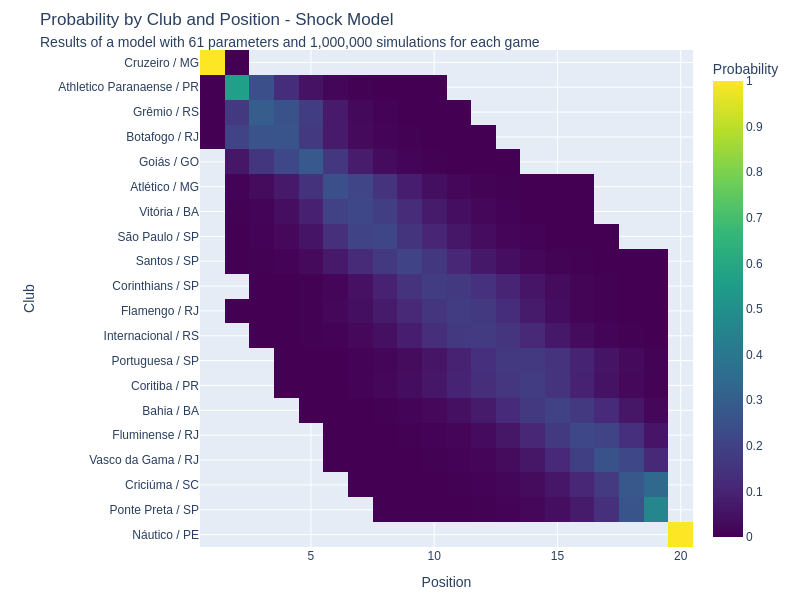 Probability by Club and Position - Shock Model
Results of a model with 61 parameters and 1,000,000 simulations for each game
Probability
Club
Cruzeiro / MG
Athletico Paranaense / PR
Grêmio / RS
Botafogo / RJ
Goiás / GO
Atlético / MG
Vitória / BA
São Paulo / SP
Santos / SP
Corinthians / SP
Flamengo / RJ
Internacional / RS
Portuguesa / SP
Coritiba / PR
Bahia / BA
Fluminense / RJ
Vasco da Gama / RJ
Criciúma / SC
Ponte Preta / SP
Náutico / PE
1
0.9
0.8
0.7
0.6
0.5
0.4
0.3
0.2
0.1
0
5 10 15 20
Position